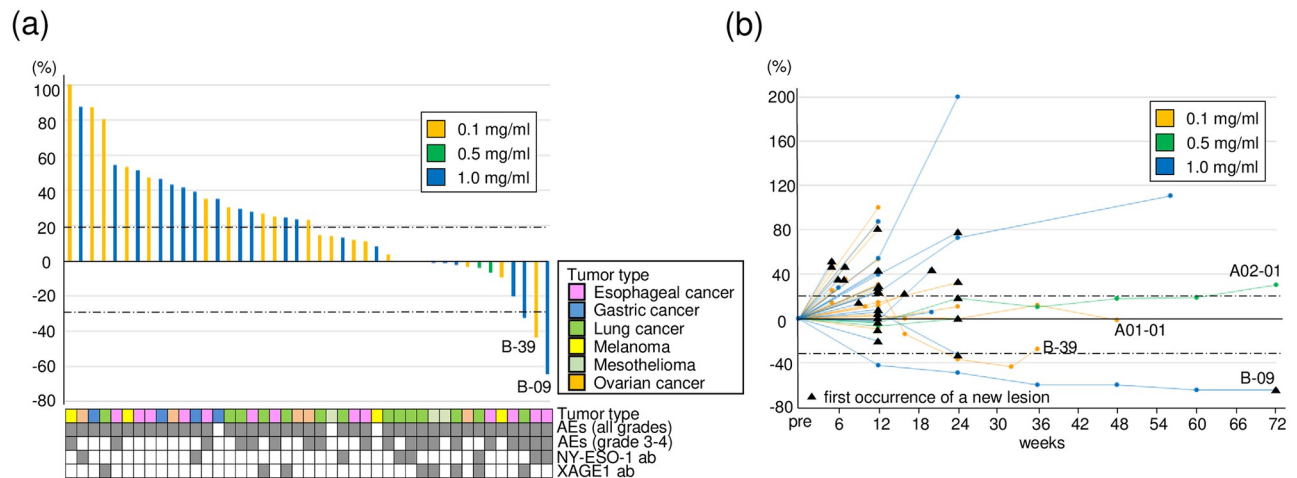 (a)
(%)
100
80
60
40
20
0
-20
-40
-60
-80
0.1 mg/ml
0.5 mg/ml
1.0 mg/ml
B-39
B-09
Tumor type
Esophageal cancer
Gastric cancer
Lung cancer
Melanoma
Mesothelioma
Ovarian cancer
Tumor type
AEs (all grades)
AEs (grade 3-4)
NY-ESO-1 ab
XAGE1 ab
(b)
(%)
200
160
120
80
40
0
-40
-80
0.1 mg/ml
0.5 mg/ml
1.0 mg/ml
A02-01
A01-01
B-39
B-09
▲ first occurrence of a new lesion
pre 6 12 18 24 30 36 42 48 54 60 66 72
weeks